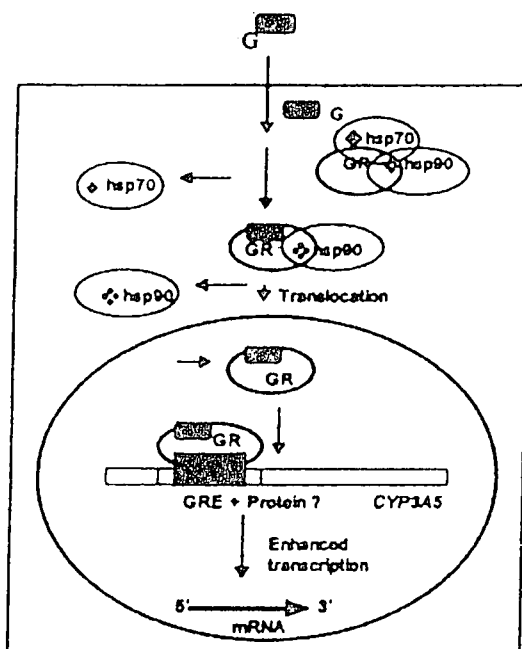 G
G
hsp70
GR
hsp90
hsp70
GR
hsp90
hsp90
Translocation
GR
GR
GRE + Protein ?
CYP3A5
Enhanced
transcription
5' 3'
mRNA